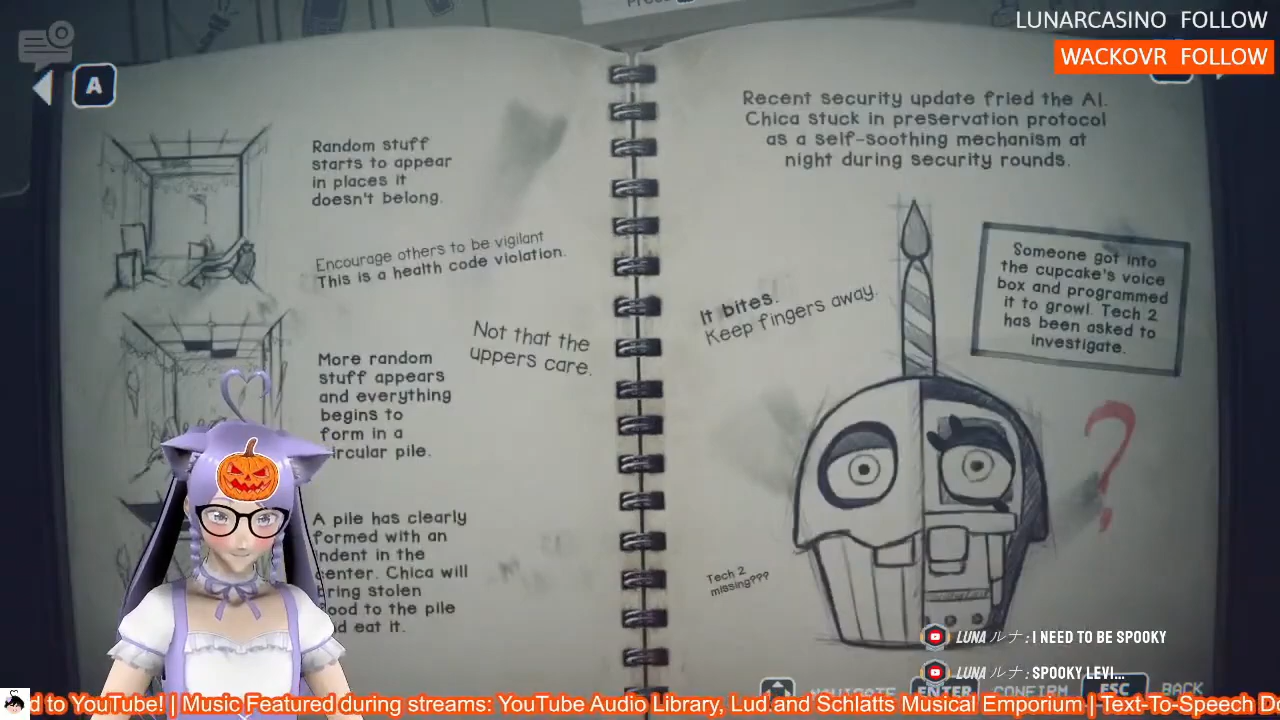 LUNARCASINO FOLLOW
WACKOVR FOLLOW
A
Random stuff
starts to appear
in places it
doesn't belong.
Encourage others to be vigilant
This is a health code violation.
Not that the
uppers care.
More random
stuff appears
and everything
begins to
form in a
circular pile.
A pile has clearly
formed with an
indent in the
center. Chica will
bring stolen
food to the pile
and eat it.
Recent security update fried the AI.
Chica stuck in preservation protocol
as a self-soothing mechanism at
night during security rounds.
It bites.
Keep fingers away.
Someone got into
the cupcake's voice
box and programmed
it to growl. Tech 2
has been asked to
investigate.
?
Tech 2
missing???
LUNA ルナ: I NEED TO BE SPOOKY
LUNA ルナ: SPOOKY LEVI...
NAVIGATE ENTER CONFIRM ESC BACK
d to YouTube! | Music Featured during streams: YouTube Audio Library, Lud and Schlatts Musical Emporium | Text-To-Speech Do